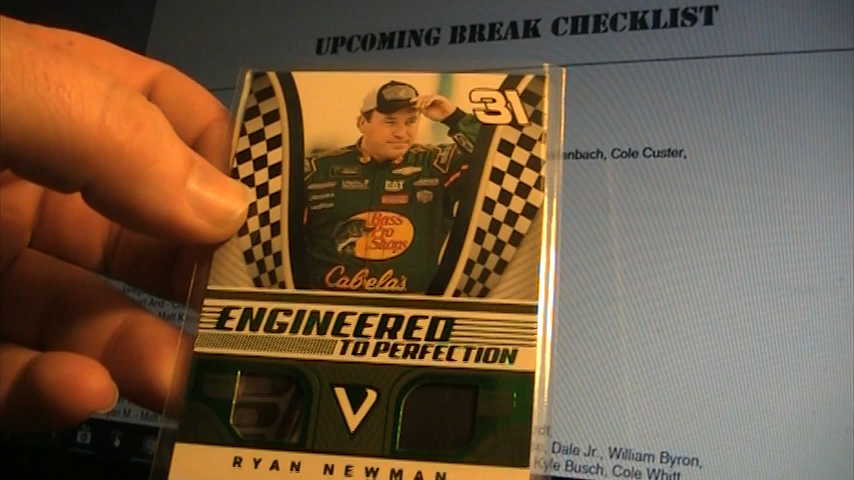 UPCOMING BREAK CHECKLIST
31
Cole Custer,
CAT
Bass
Pro
Shops
Cabela's
ENGINEERED
TO PERFECTION
V
Dale Jr., William Byron,
Kyle Busch, Cole Whitt
RYAN NEWMAN